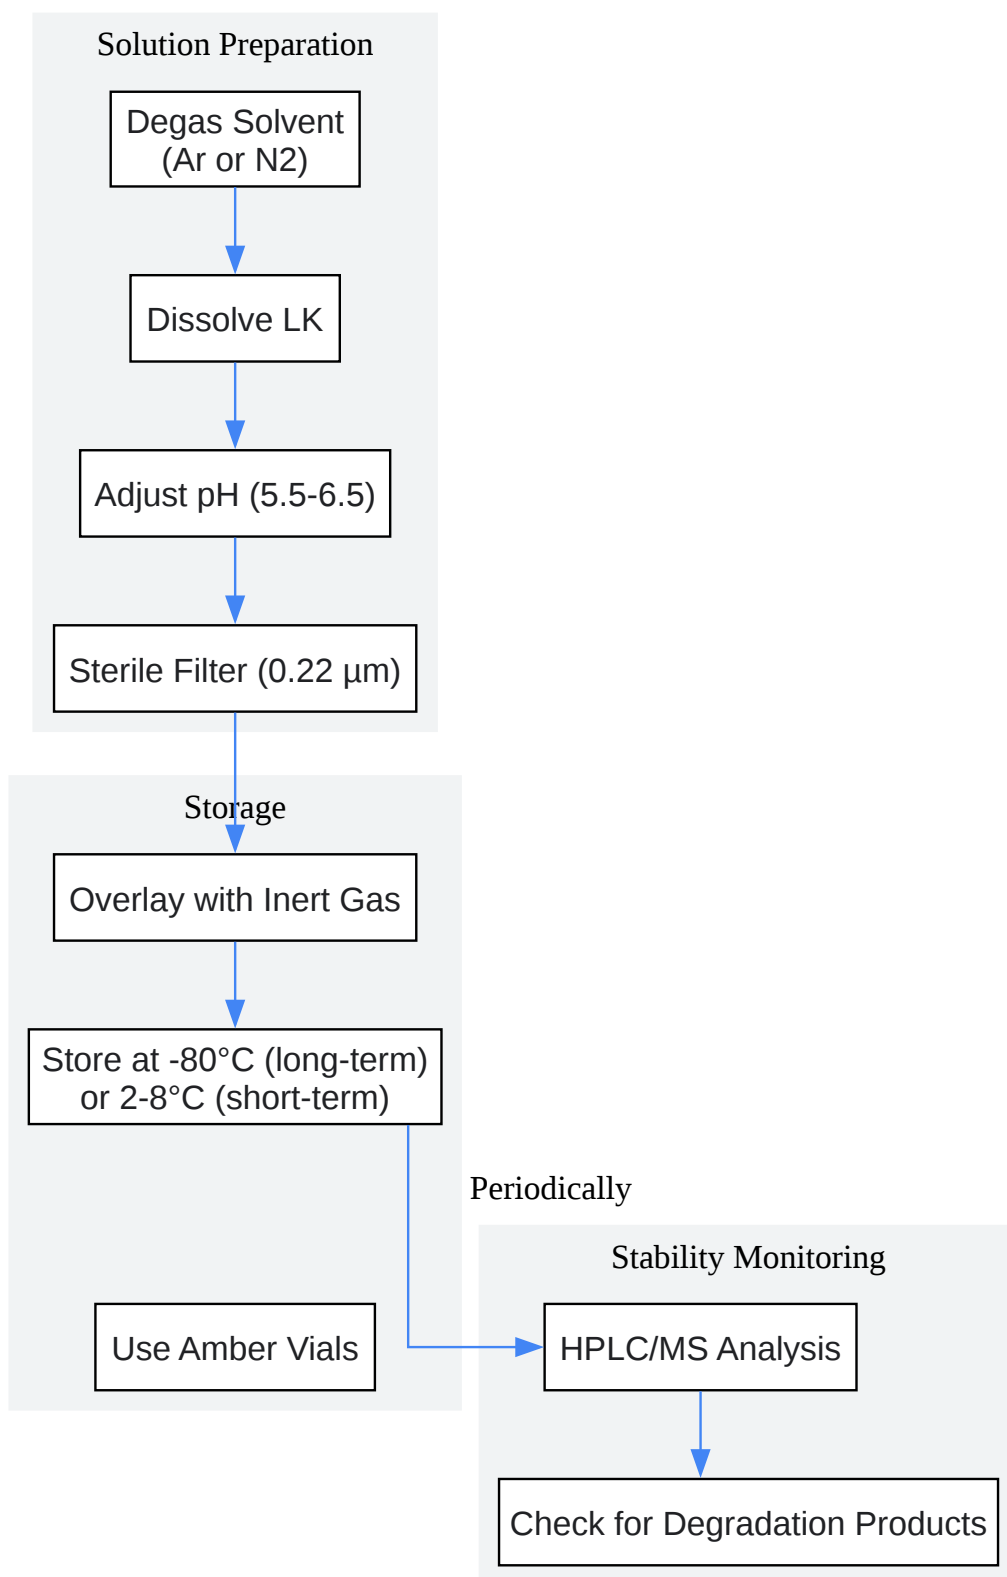 Solution Preparation
Degas Solvent
(Ar or N2)
Dissolve LK
Adjust pH (5.5-6.5)
Sterile Filter (0.22 µm)
Storage
Overlay with Inert Gas
Store at -80°C (long-term)
or 2-8°C (short-term)
Periodically
Stability Monitoring
Use Amber Vials
HPLC/MS Analysis
Check for Degradation Products